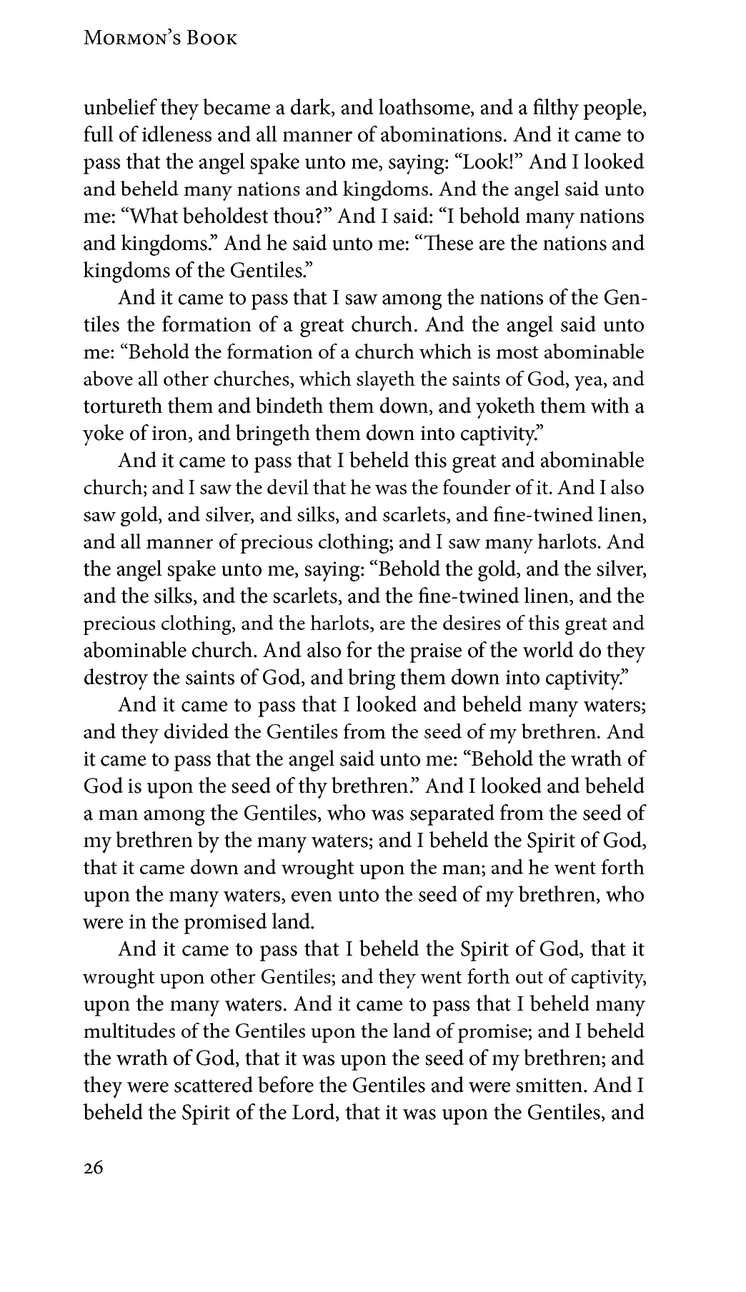 Mormon’s Book
unbelief they became a dark, and loathsome, and a filthy people,
full of idleness and all manner of abominations. And it came to
pass that the angel spake unto me, saying: “Look!” And I looked
and beheld many nations and kingdoms. And the angel said unto
me: “What beholdest thou?” And I said: “I behold many nations
and kingdoms.” And he said unto me: “These are the nations and
kingdoms of the Gentiles.”
And it came to pass that I saw among the nations of the Gen-
tiles the formation of a great church. And the angel said unto
me: “Behold the formation of a church which is most abominable
above all other churches, which slayeth the saints of God, yea, and
tortureth them and bindeth them down, and yoketh them with a
yoke of iron, and bringeth them down into captivity.”
And it came to pass that I beheld this great and abominable
church; and I saw the devil that he was the founder of it. And I also
saw gold, and silver, and silks, and scarlets, and fine-twined linen,
and all manner of precious clothing; and I saw many harlots. And
the angel spake unto me, saying: “Behold the gold, and the silver,
and the silks, and the scarlets, and the fine-twined linen, and the
precious clothing, and the harlots, are the desires of this great and
abominable church. And also for the praise of the world do they
destroy the saints of God, and bring them down into captivity.”
And it came to pass that I looked and beheld many waters;
and they divided the Gentiles from the seed of my brethren. And
it came to pass that the angel said unto me: “Behold the wrath of
God is upon the seed of thy brethren.” And I looked and beheld
a man among the Gentiles, who was separated from the seed of
my brethren by the many waters; and I beheld the Spirit of God,
that it came down and wrought upon the man; and he went forth
upon the many waters, even unto the seed of my brethren, who
were in the promised land.
And it came to pass that I beheld the Spirit of God, that it
wrought upon other Gentiles; and they went forth out of captivity,
upon the many waters. And it came to pass that I beheld many
multitudes of the Gentiles upon the land of promise; and I beheld
the wrath of God, that it was upon the seed of my brethren; and
they were scattered before the Gentiles and were smitten. And I
beheld the Spirit of the Lord, that it was upon the Gentiles, and
26